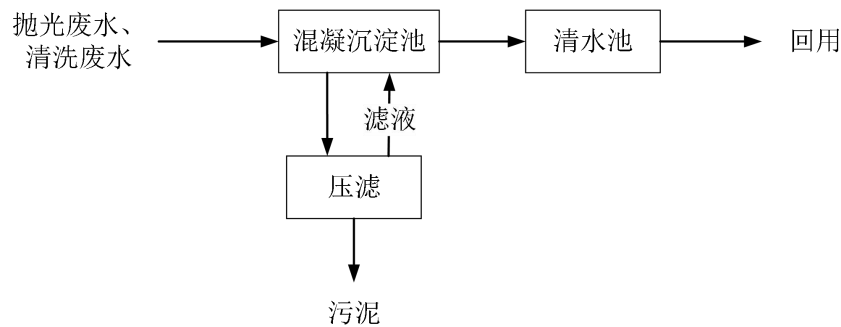 抛光废水、
清洗废水
混凝沉淀池
清水池
回用
滤液
压滤
污泥